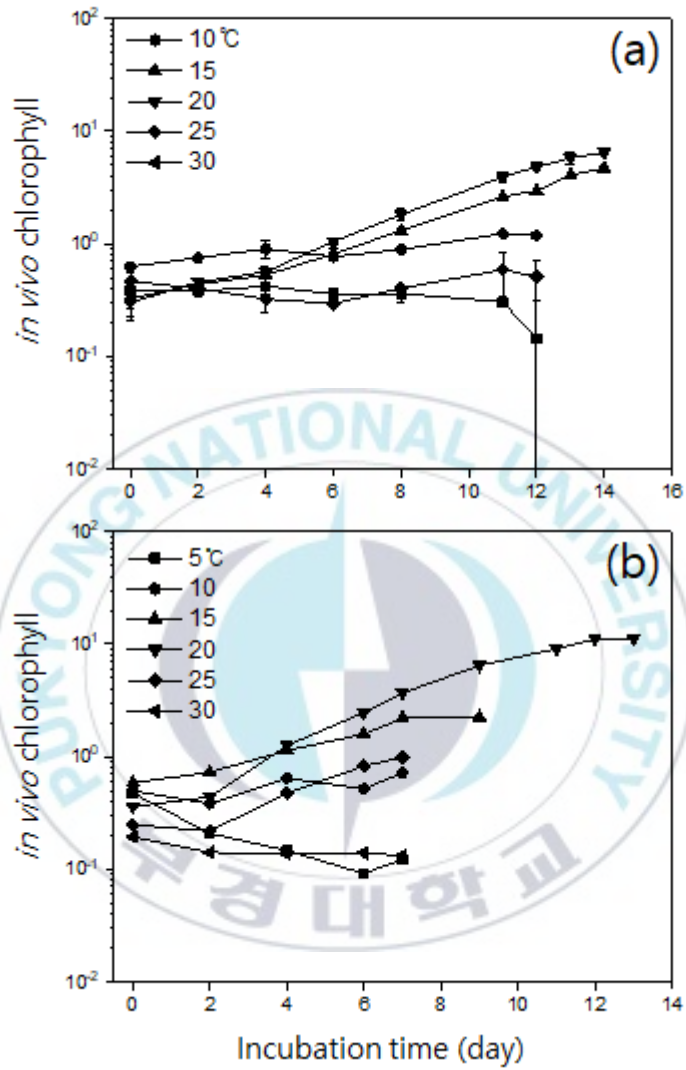 10²
10℃
15
20
25
30
(a)
10¹
10⁰
10⁻¹
10⁻²
in vivo chlorophyll
0 2 4 6 8 10 12 14 16
PUKYONG NATIONAL UNIVERSITY
부경대학교
10²
5℃
10
15
20
25
30
(b)
10¹
10⁰
10⁻¹
10⁻²
in vivo chlorophyll
0 2 4 6 8 10 12 14
Incubation time (day)